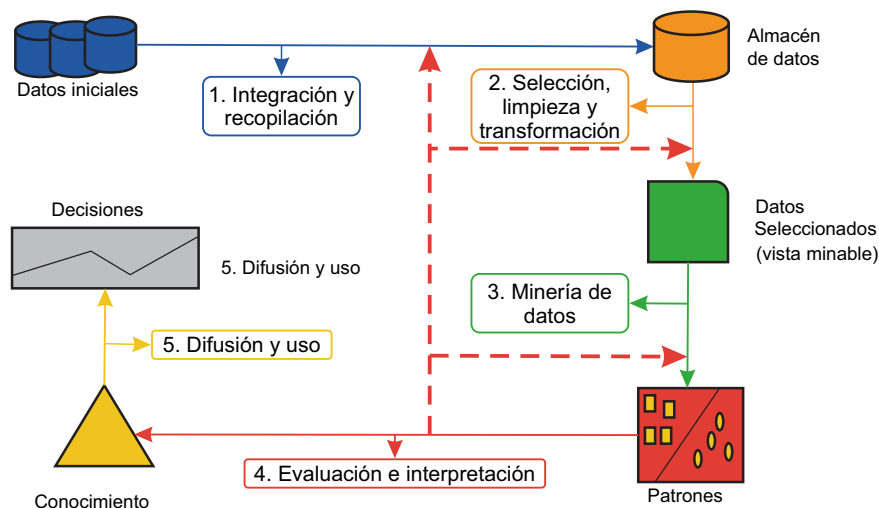 Datos iniciales
1. Integración y
recopilación
2. Selección,
limpieza y
transformación
Almacén
de datos
Decisiones
5. Difusión y uso
Datos
Seleccionados
(vista minable)
3. Minería de
datos
5. Difusión y uso
4. Evaluación e interpretación
Conocimiento
Patrones